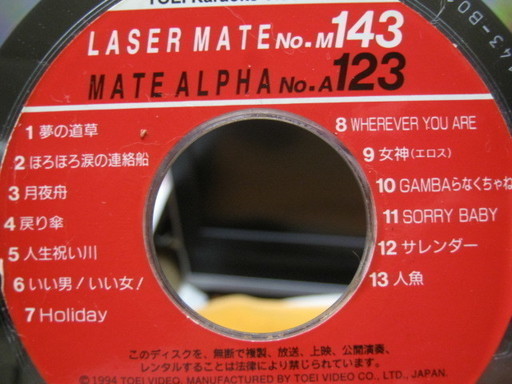 TOEI Karaoke
LASER MATE No.M143
MATE ALPHA No.A123
1 夢の道草
2 ほろほろ涙の連絡船
3 月夜舟
4 戻り傘
5 人生祝い川
6 いい男!いい女!
7 Holiday
8 WHEREVER YOU ARE
9 女神(エロス)
10 GAMBAらなくちゃね
11 SORRY BABY
12 サレンダー
13 人魚
このディスクを、無断で複製、放送、上映、公開演奏、
レンタルすることは法律により禁じられています。
© 1994 TOEI VIDEO. MANUFACTURED BY TOEI VIDEO CO., LTD., JAPAN.